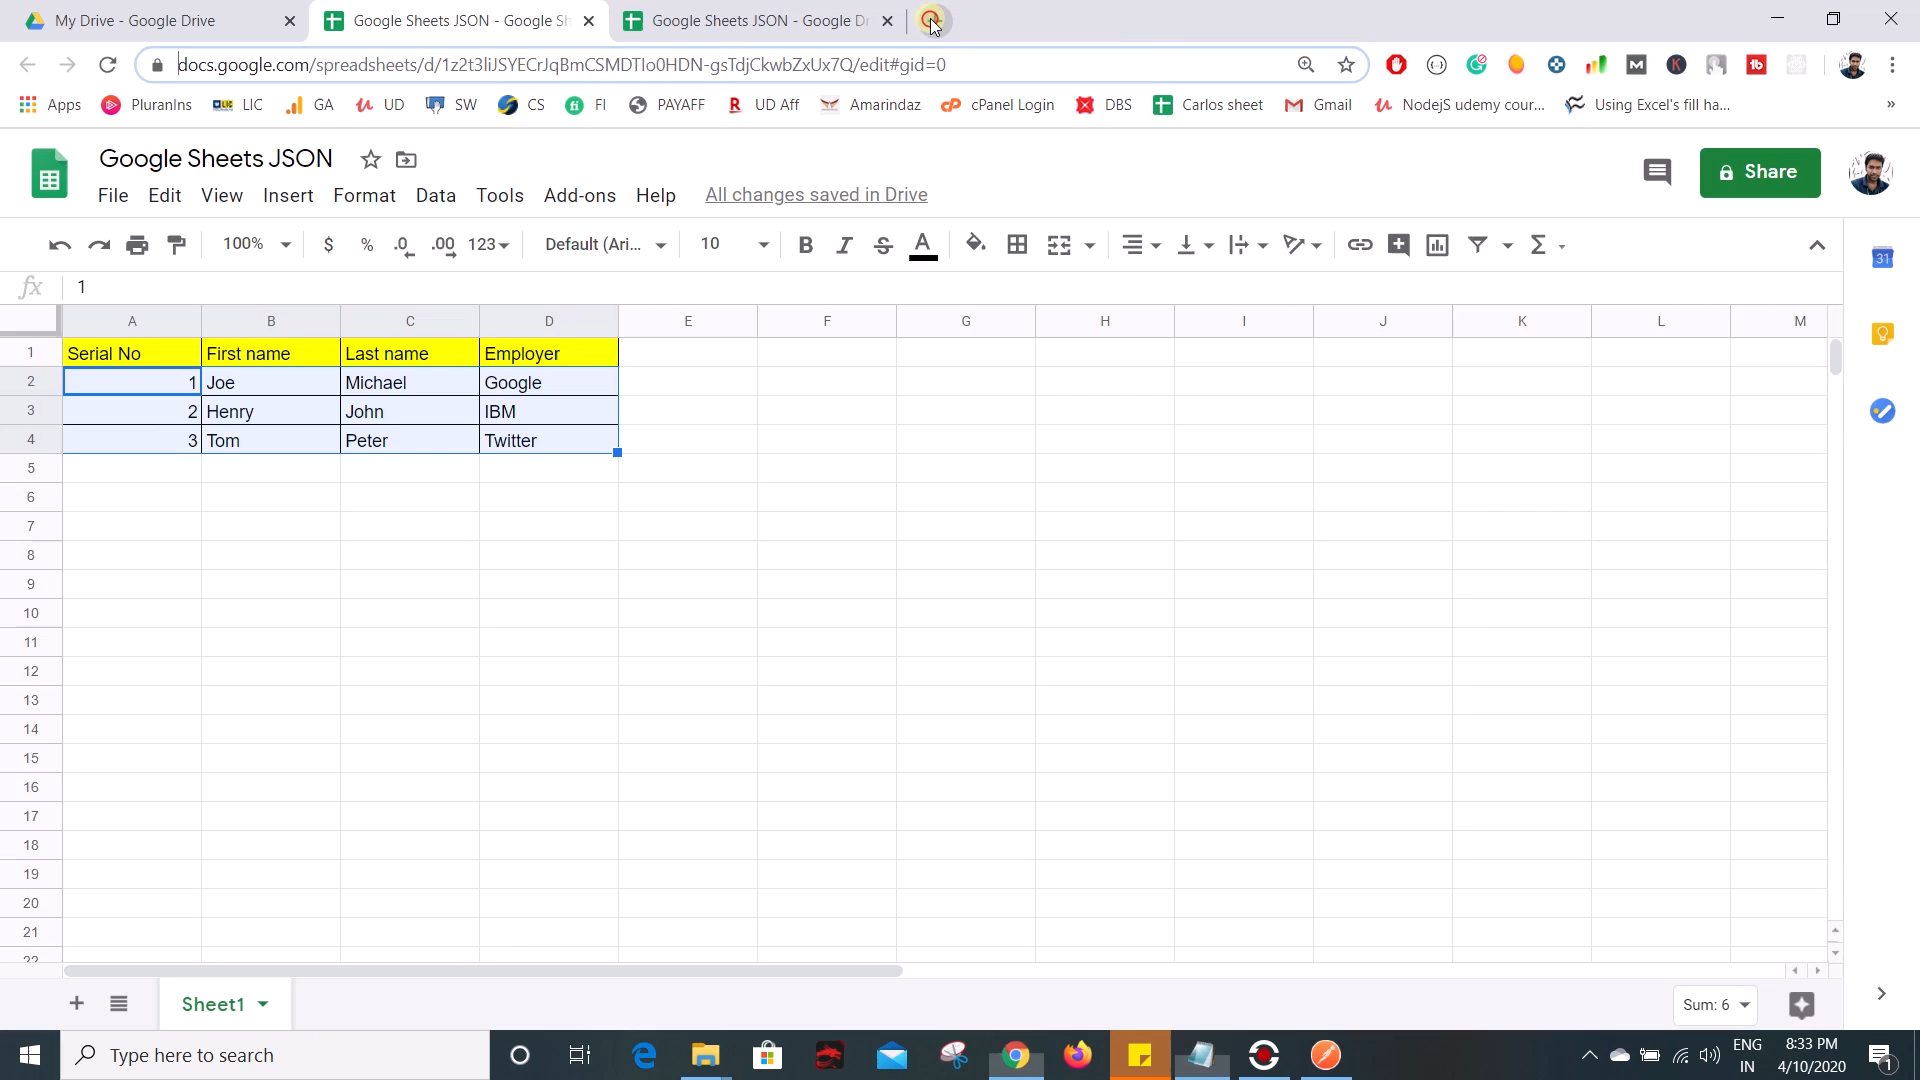 My Drive - Google Drive
Google Sheets JSON - Google Sh
Google Sheets JSON - Google Dr
docs.google.com/spreadsheets/d/1z2t3liJSYECrJqBmCSMDTIo0HDN-gsTdjCkwbZxUx7Q/edit#gid=0
Apps
PluranIns
LIC
GA
UD
SW
CS
FI
PAYAFF
UD Aff
Amarindaz
cPanel Login
DBS
Carlos sheet
Gmail
NodejS udemy cour...
Using Excel's fill ha...
»
Google Sheets JSON
Share
File Edit View Insert Format Data Tools Add-ons Help All changes saved in Drive
100% $ % .0 .00 123 Default (Ari... 10 B I S A Σ
31
fx 1
A B C D E F G H I J K L M
1 Serial No First name Last name Employer
2 1 Joe Michael Google
3 2 Henry John IBM
4 3 Tom Peter Twitter
5
6
7
8
9
10
11
12
13
14
15
16
17
18
19
20
21
22
Sheet1
Sum: 6
Type here to search
ENG
IN
8:33 PM
4/10/2020
1